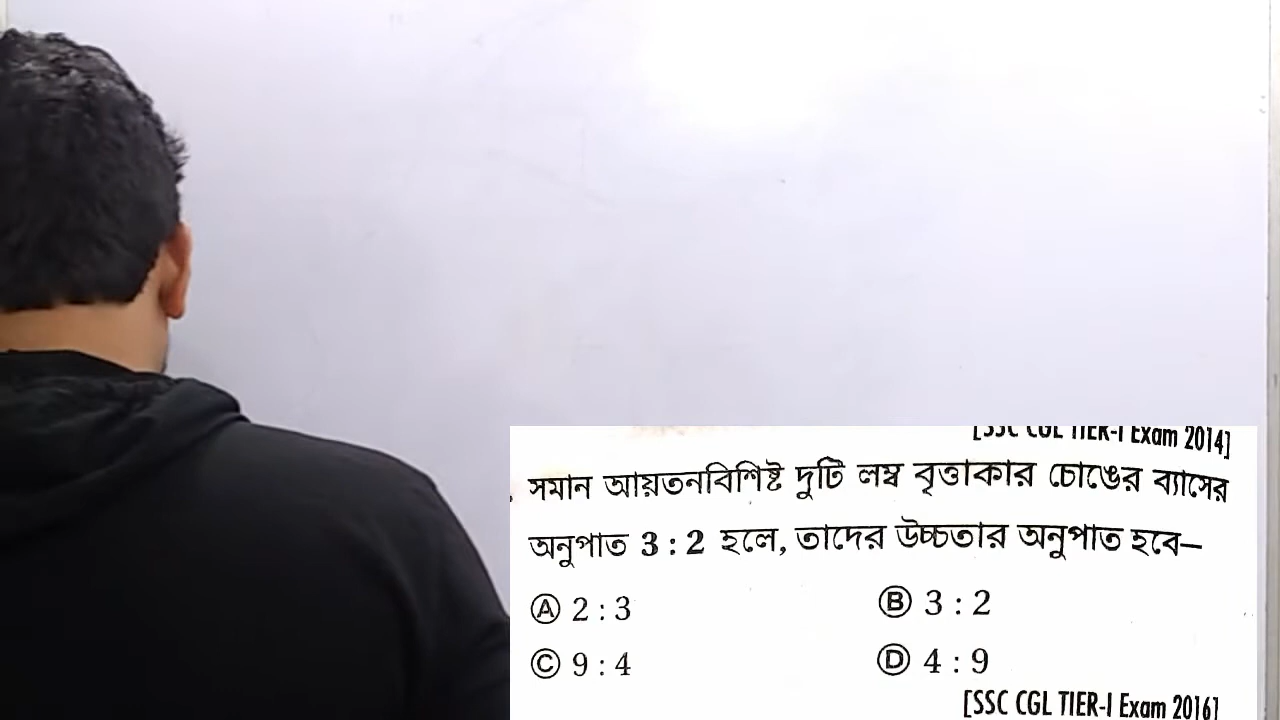 [SSC CGL TIER-I Exam 2014]
সমান আয়তনবিশিষ্ট দুটি লম্ব বৃত্তাকার চোঙের ব্যাসের
অনুপাত 3 : 2 হলে, তাদের উচ্চতার অনুপাত হবে–
Ⓐ 2 : 3
Ⓑ 3 : 2
Ⓒ 9 : 4
Ⓓ 4 : 9
[SSC CGL TIER-I Exam 2016]